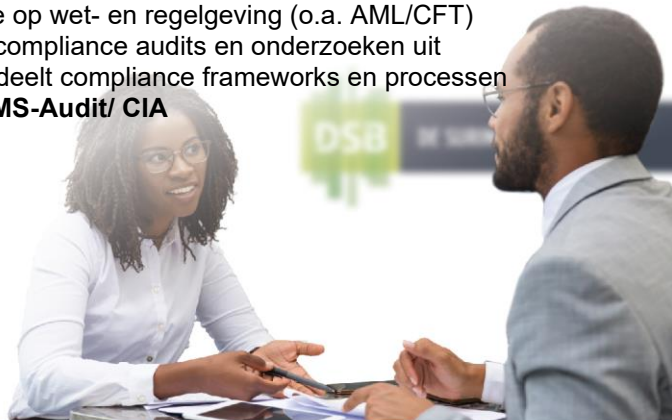 e op wet- en regelgeving (o.a. AML/CFT)
compliance audits en onderzoeken uit
deelt compliance frameworks en processen
MS-Audit/ CIA
DSB